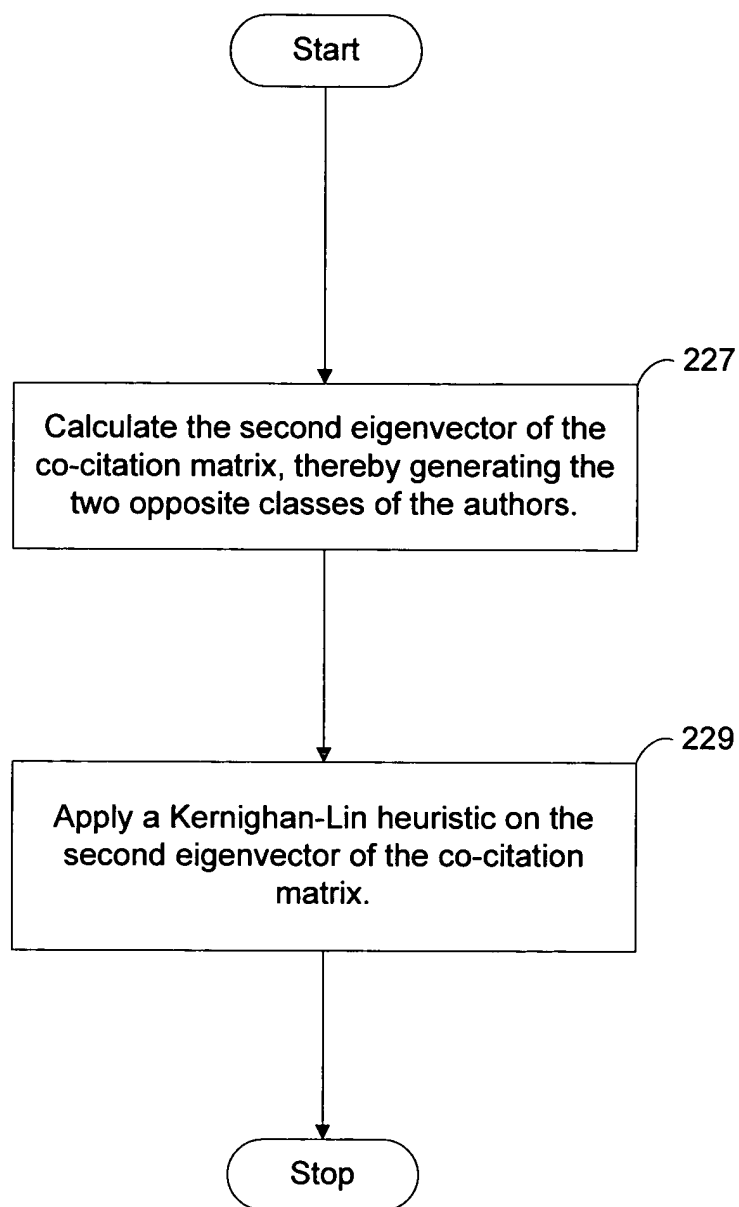 Start
227
Calculate the second eigenvector of the
co-citation matrix, thereby generating the
two opposite classes of the authors.
229
Apply a Kernighan-Lin heuristic on the
second eigenvector of the co-citation
matrix.
Stop